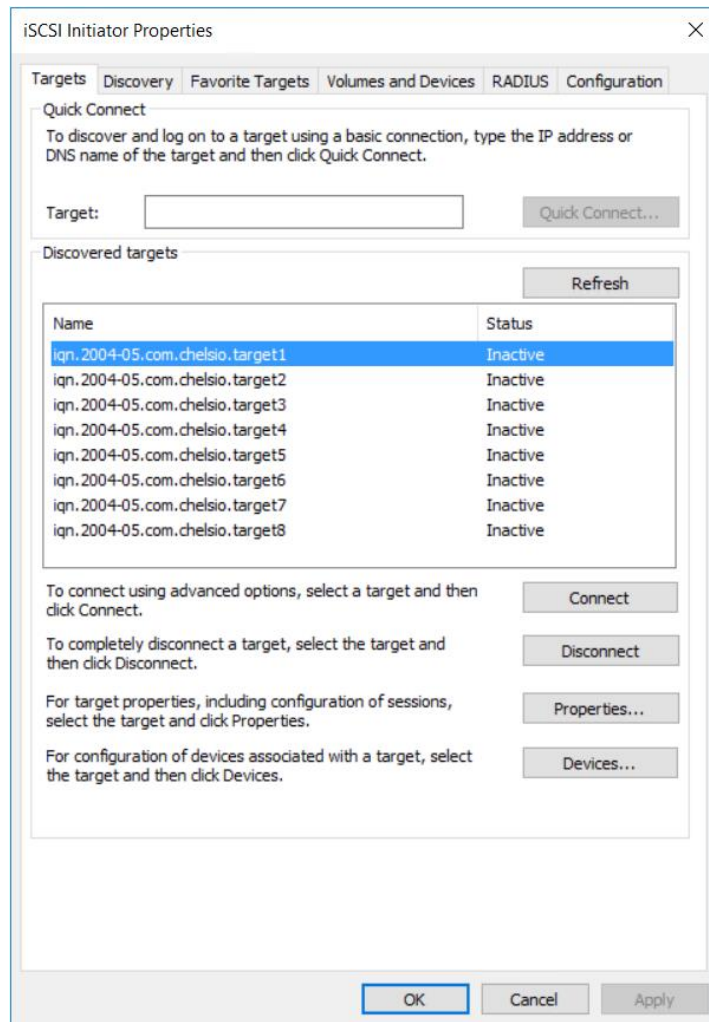 iSCSI Initiator Properties
Targets Discovery Favorite Targets Volumes and Devices RADIUS Configuration
Quick Connect
To discover and log on to a target using a basic connection, type the IP address or
DNS name of the target and then click Quick Connect.
Target: Quick Connect...
Discovered targets
Refresh
Name Status
iqn.2004-05.com.chelsio.target1 Inactive
iqn.2004-05.com.chelsio.target2 Inactive
iqn.2004-05.com.chelsio.target3 Inactive
iqn.2004-05.com.chelsio.target4 Inactive
iqn.2004-05.com.chelsio.target5 Inactive
iqn.2004-05.com.chelsio.target6 Inactive
iqn.2004-05.com.chelsio.target7 Inactive
iqn.2004-05.com.chelsio.target8 Inactive
To connect using advanced options, select a target and then
click Connect.
Connect
To completely disconnect a target, select the target and
then click Disconnect.
Disconnect
For target properties, including configuration of sessions,
select the target and click Properties.
Properties...
For configuration of devices associated with a target, select
the target and then click Devices.
Devices...
OK Cancel Apply